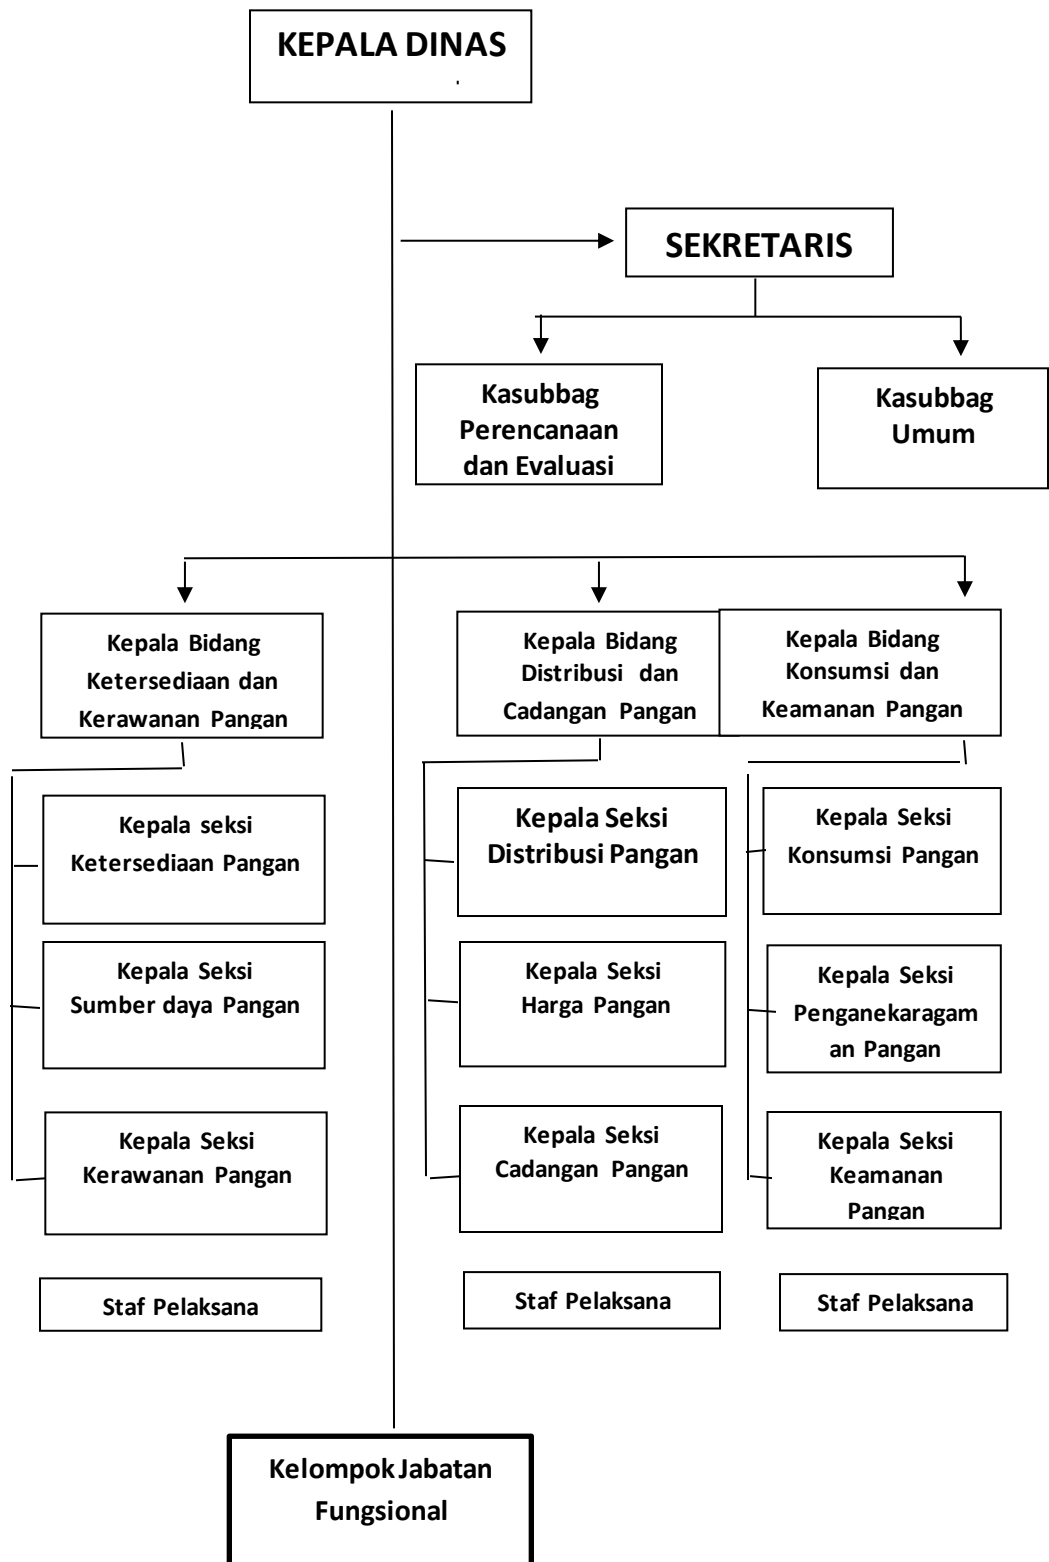 KEPALA DINAS
SEKRETARIS
Kasubbag
Perencanaan
dan Evaluasi
Kasubbag
Umum
Kepala Bidang
Ketersediaan dan
Kerawanan Pangan
Kepala Bidang
Distribusi dan
Cadangan Pangan
Kepala Bidang
Konsumsi dan
Keamanan Pangan
Kepala seksi
Ketersediaan Pangan
Kepala Seksi
Distribusi Pangan
Kepala Seksi
Konsumsi Pangan
Kepala Seksi
Sumber daya Pangan
Kepala Seksi
Harga Pangan
Kepala Seksi
Penganekaragam
an Pangan
Kepala Seksi
Kerawanan Pangan
Kepala Seksi
Cadangan Pangan
Kepala Seksi
Keamanan
Pangan
Staf Pelaksana
Staf Pelaksana
Staf Pelaksana
Kelompok Jabatan
Fungsional